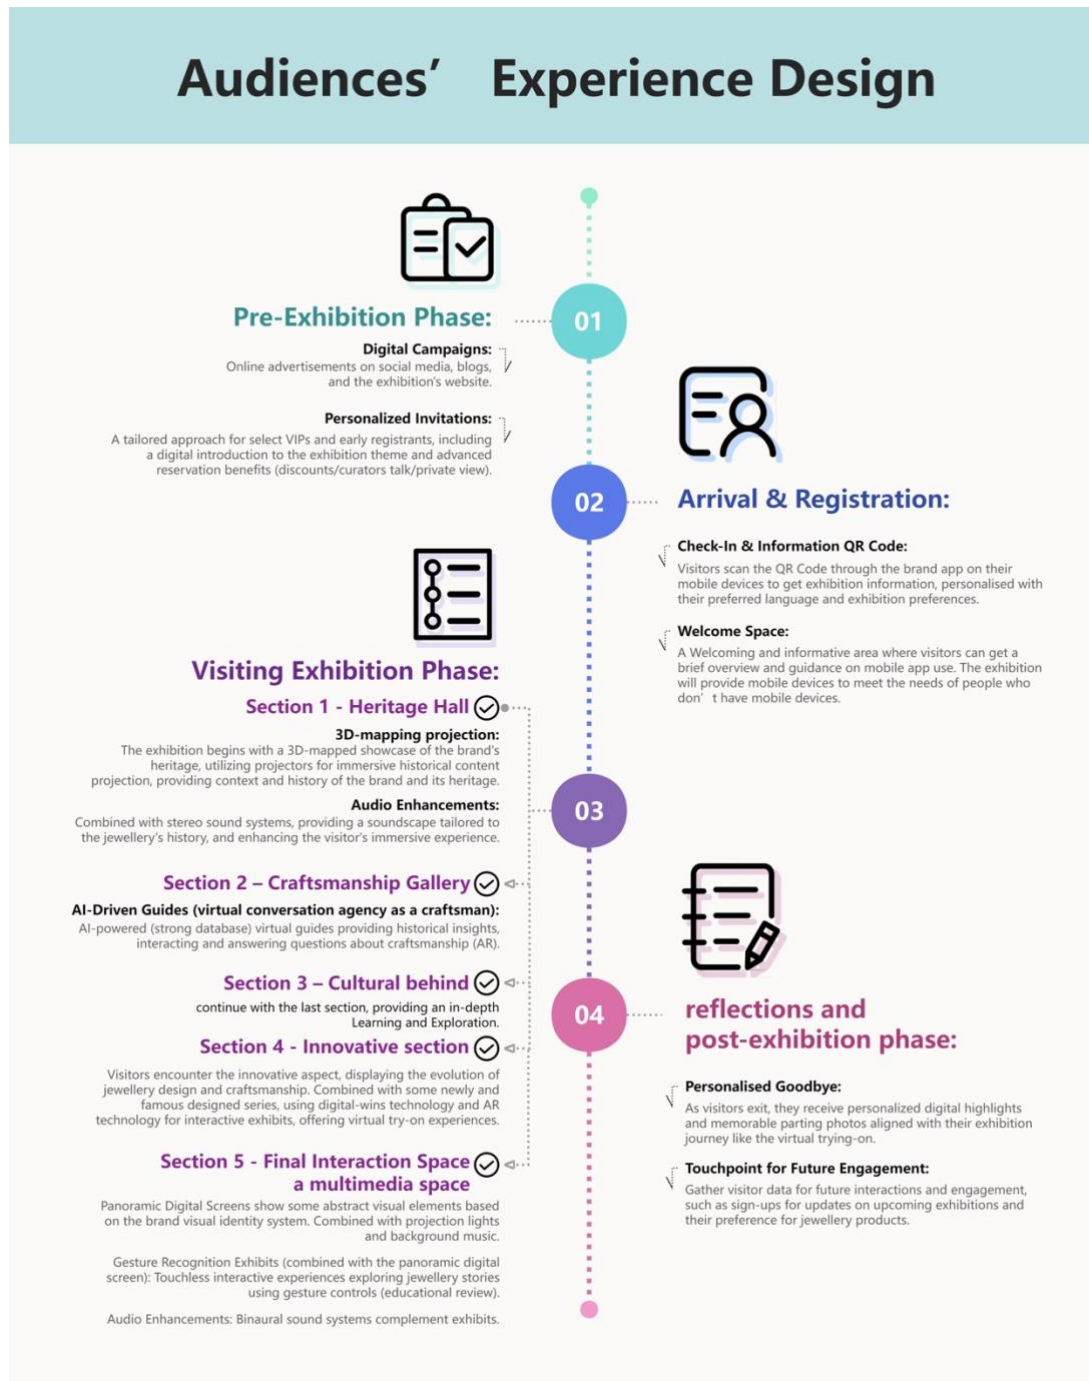 Audiences’ Experience Design
01
Pre-Exhibition Phase:
Digital Campaigns:
Online advertisements on social media, blogs,
and the exhibition's website.
Personalized Invitations:
A tailored approach for select VIPs and early registrants, including
a digital introduction to the exhibition theme and advanced
reservation benefits (discounts/curators talk/private view).
02
Arrival & Registration:
Check-In & Information QR Code:
Visitors scan the QR Code through the brand app on their
mobile devices to get exhibition information, personalised with
their preferred language and exhibition preferences.
Welcome Space:
A Welcoming and informative area where visitors can get a
brief overview and guidance on mobile app use. The exhibition
will provide mobile devices to meet the needs of people who
don’ t have mobile devices.
03
Visiting Exhibition Phase:
Section 1 - Heritage Hall
3D-mapping projection:
The exhibition begins with a 3D-mapped showcase of the brand's
heritage, utilizing projectors for immersive historical content
projection, providing context and history of the brand and its heritage.
Audio Enhancements:
Combined with stereo sound systems, providing a soundscape tailored to
the jewellery's history, and enhancing the visitor's immersive experience.
Section 2 – Craftsmanship Gallery
AI-Driven Guides (virtual conversation agency as a craftsman):
AI-powered (strong database) virtual guides providing historical insights,
interacting and answering questions about craftsmanship (AR).
Section 3 – Cultural behind
continue with the last section, providing an in-depth
Learning and Exploration.
Section 4 - Innovative section
Visitors encounter the innovative aspect, displaying the evolution of
jewellery design and craftsmanship. Combined with some newly and
famous designed series, using digital-wins technology and AR
technology for interactive exhibits, offering virtual try-on experiences.
Section 5 - Final Interaction Space
a multimedia space
Panoramic Digital Screens show some abstract visual elements based
on the brand visual identity system. Combined with projection lights
and background music.
Gesture Recognition Exhibits (combined with the panoramic digital
screen): Touchless interactive experiences exploring jewellery stories
using gesture controls (educational review).
Audio Enhancements: Binaural sound systems complement exhibits.
04
reflections and
post-exhibition phase:
Personalised Goodbye:
As visitors exit, they receive personalized digital highlights
and memorable parting photos aligned with their exhibition
journey like the virtual trying-on.
Touchpoint for Future Engagement:
Gather visitor data for future interactions and engagement,
such as sign-ups for updates on upcoming exhibitions and
their preference for jewellery products.